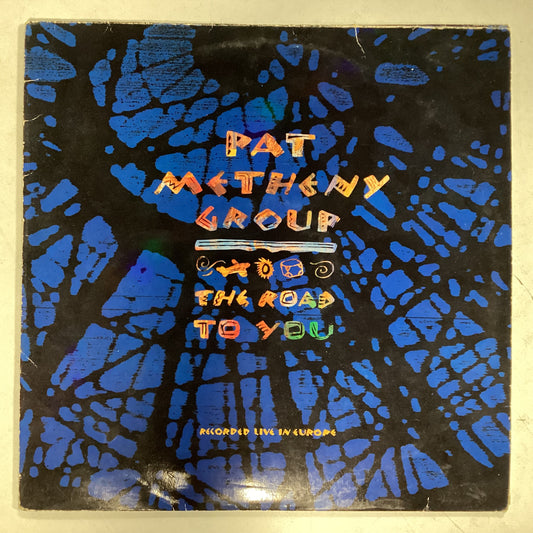 PAT
METHENY
GROUP
THE ROAD
TO YOU
RECORDED LIVE IN EUROPE